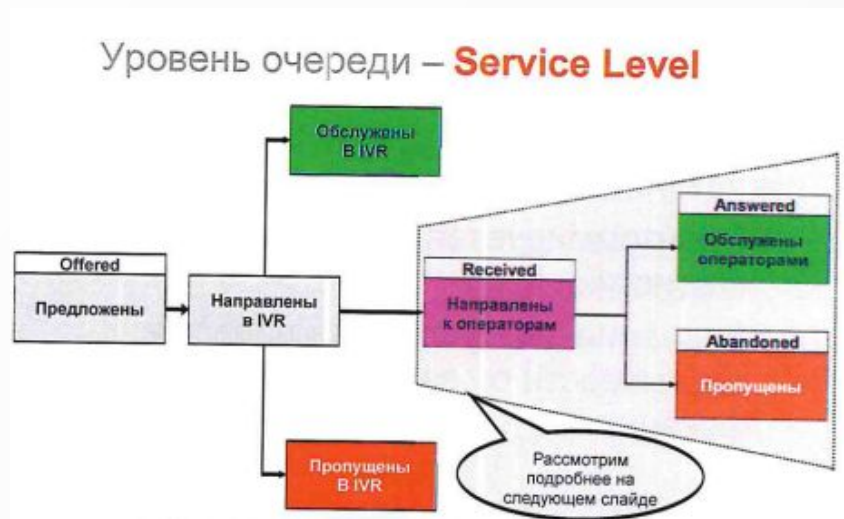 Уровень очереди – Service Level
Обслужены
В IVR
Offered
Предложены
Направлены
в IVR
Received
Направлены
к операторам
Answered
Обслужены
операторами
Abandoned
Пропущены
Пропущены
В IVR
Рассмотрим
подробнее на
следующем слайде